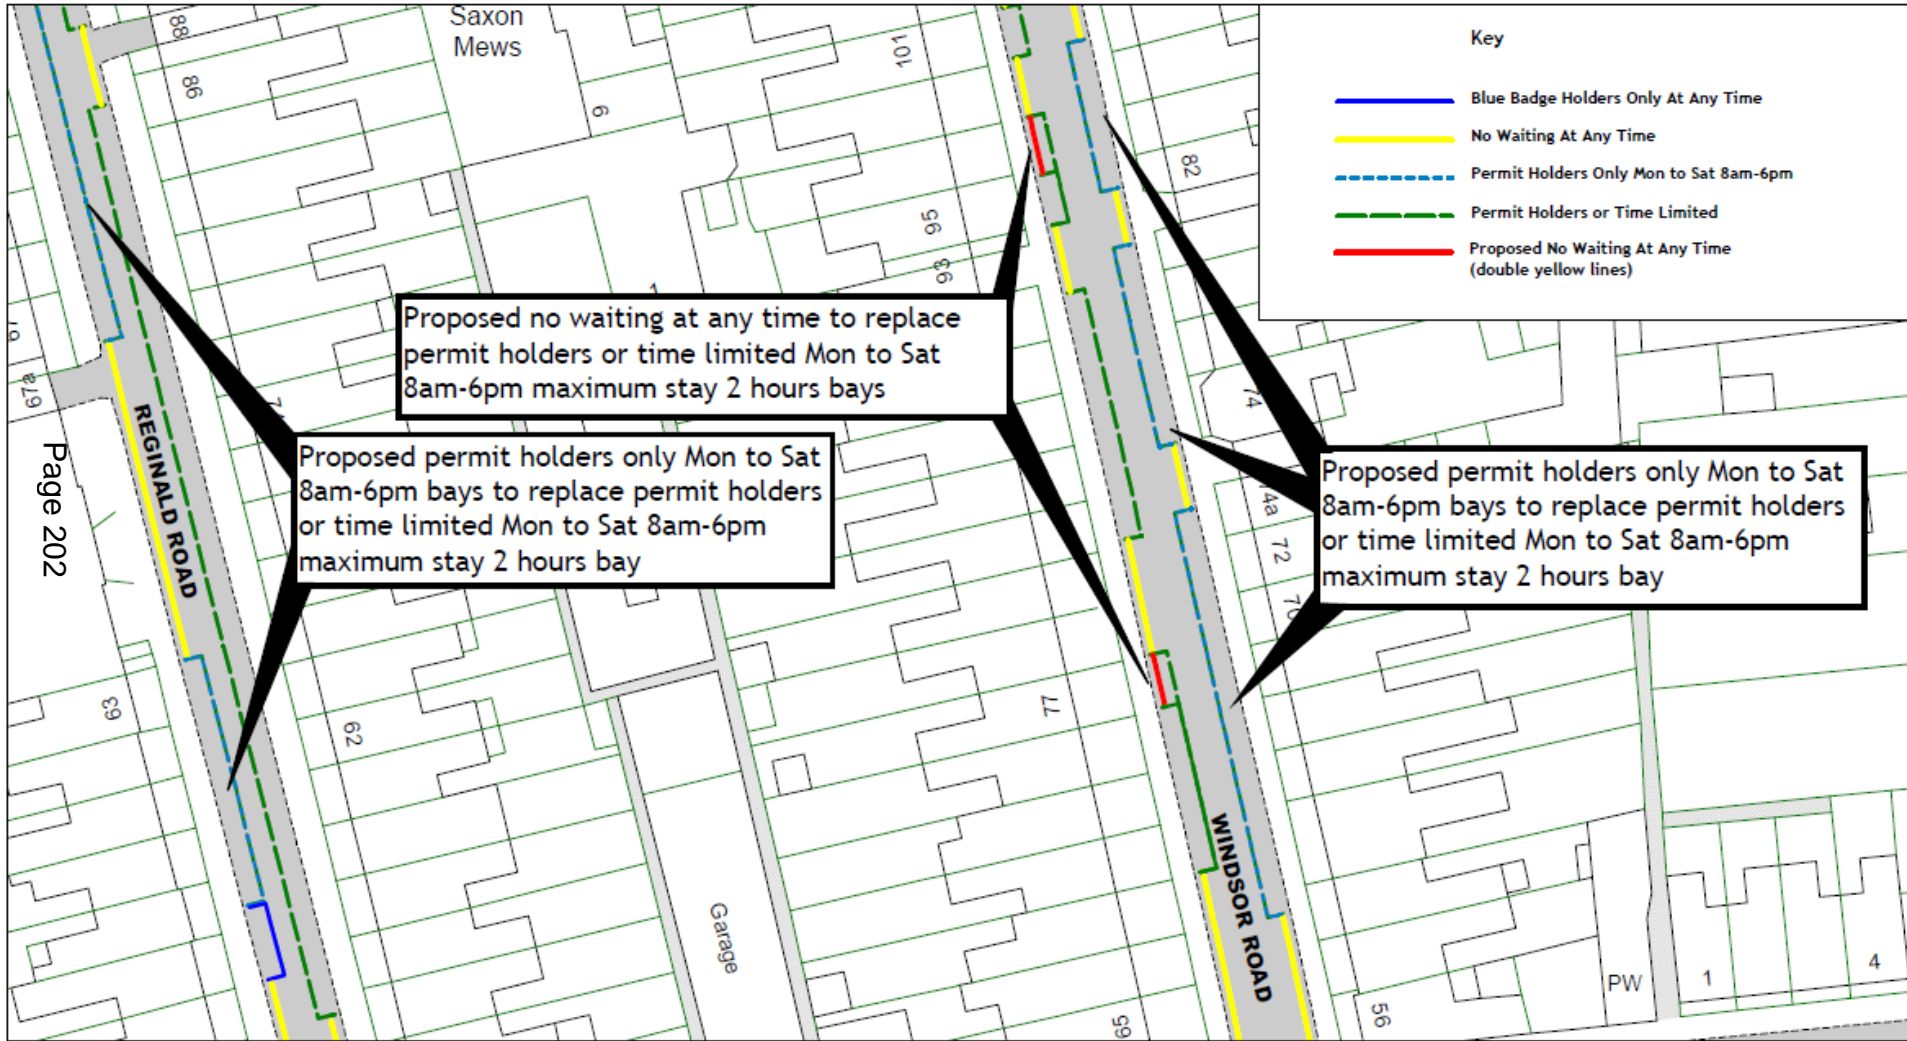 Saxon
Mews
88
86
6
101
95
93
82
74
74a
72
70
67
67a
63
62
77
65
56
1
4
PW
Garage
REGINALD ROAD
WINDSOR ROAD
Page 202
Key
Blue Badge Holders Only At Any Time
No Waiting At Any Time
Permit Holders Only Mon to Sat 8am-6pm
Permit Holders or Time Limited
Proposed No Waiting At Any Time
(double yellow lines)
Proposed no waiting at any time to replace
permit holders or time limited Mon to Sat
8am-6pm maximum stay 2 hours bays
Proposed permit holders only Mon to Sat
8am-6pm bays to replace permit holders
or time limited Mon to Sat 8am-6pm
maximum stay 2 hours bay
Proposed permit holders only Mon to Sat
8am-6pm bays to replace permit holders
or time limited Mon to Sat 8am-6pm
maximum stay 2 hours bay